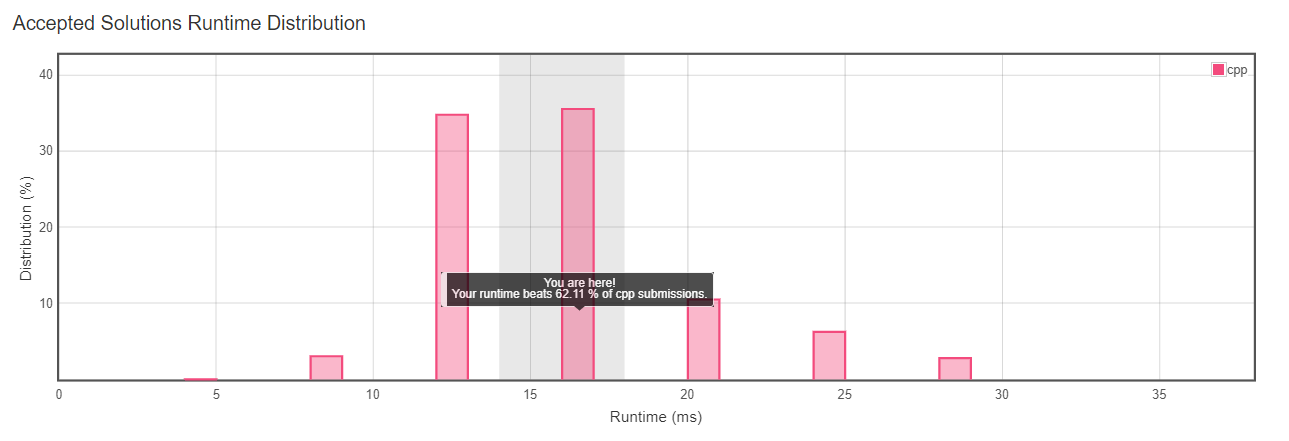 Accepted Solutions Runtime Distribution
cpp
40
30
20
10
Distribution (%)
You are here!
Your runtime beats 62.11 % of cpp submissions.
0 5 10 15 20 25 30 35
Runtime (ms)